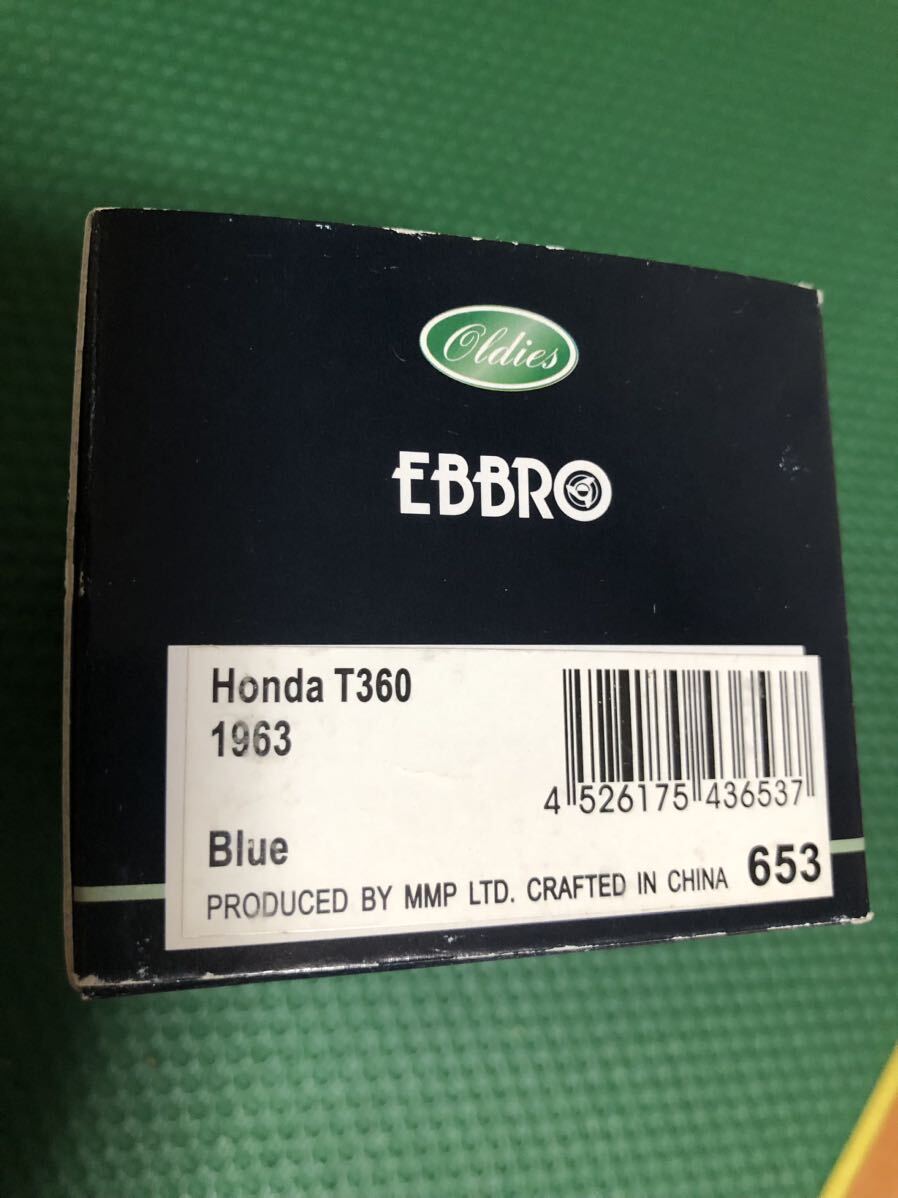 Oldies
EBBRO
Honda T360
1963
4 526175 436537
Blue
PRODUCED BY MMP LTD. CRAFTED IN CHINA 653